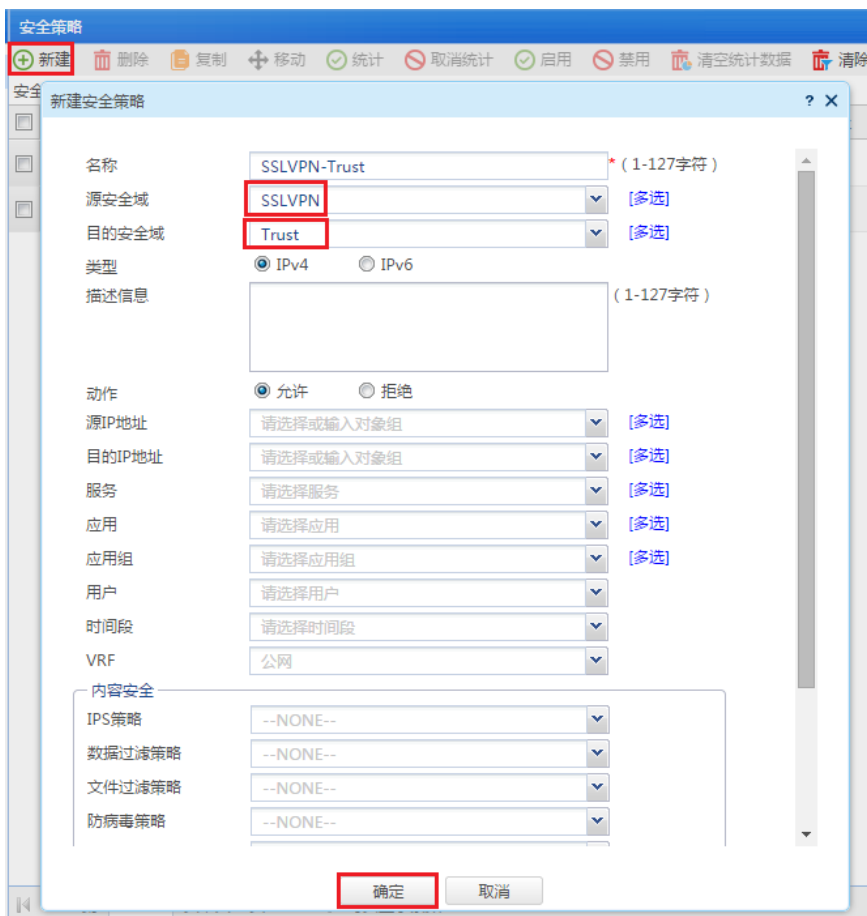 安全策略
新建 删除 复制 移动 统计 取消统计 启用 禁用 清空统计数据 清除
安全
新建安全策略 ? X
名称 SSLVPN-Trust *（1-127字符）
源安全域 SSLVPN [多选]
目的安全域 Trust [多选]
类型 IPv4 IPv6
描述信息 （1-127字符）
动作 允许 拒绝
源IP地址 请选择或输入对象组 [多选]
目的IP地址 请选择或输入对象组 [多选]
服务 请选择服务 [多选]
应用 请选择应用 [多选]
应用组 请选择应用组 [多选]
用户 请选择用户
时间段 请选择时间段
VRF 公网
内容安全
IPS策略 --NONE--
数据过滤策略 --NONE--
文件过滤策略 --NONE--
防病毒策略 --NONE--
确定 取消